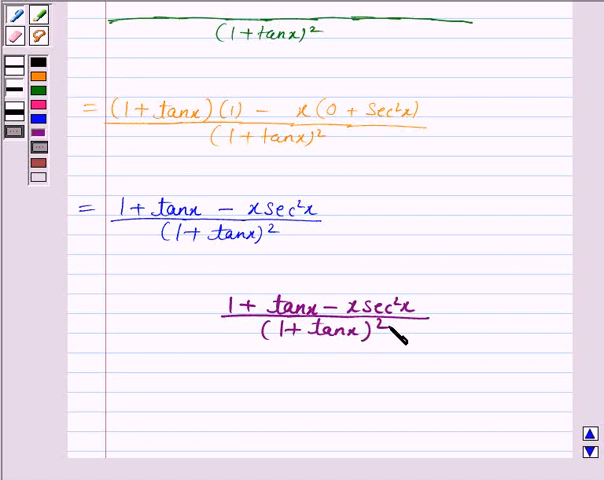 (1+tanx)²
= (1+tanx)(1) - x(0 + sec²x)
(1+tanx)²
= 1+tanx - xsec²x
(1+ tanx)²
1+ tanx - xsec²x
(1+ tanx)²